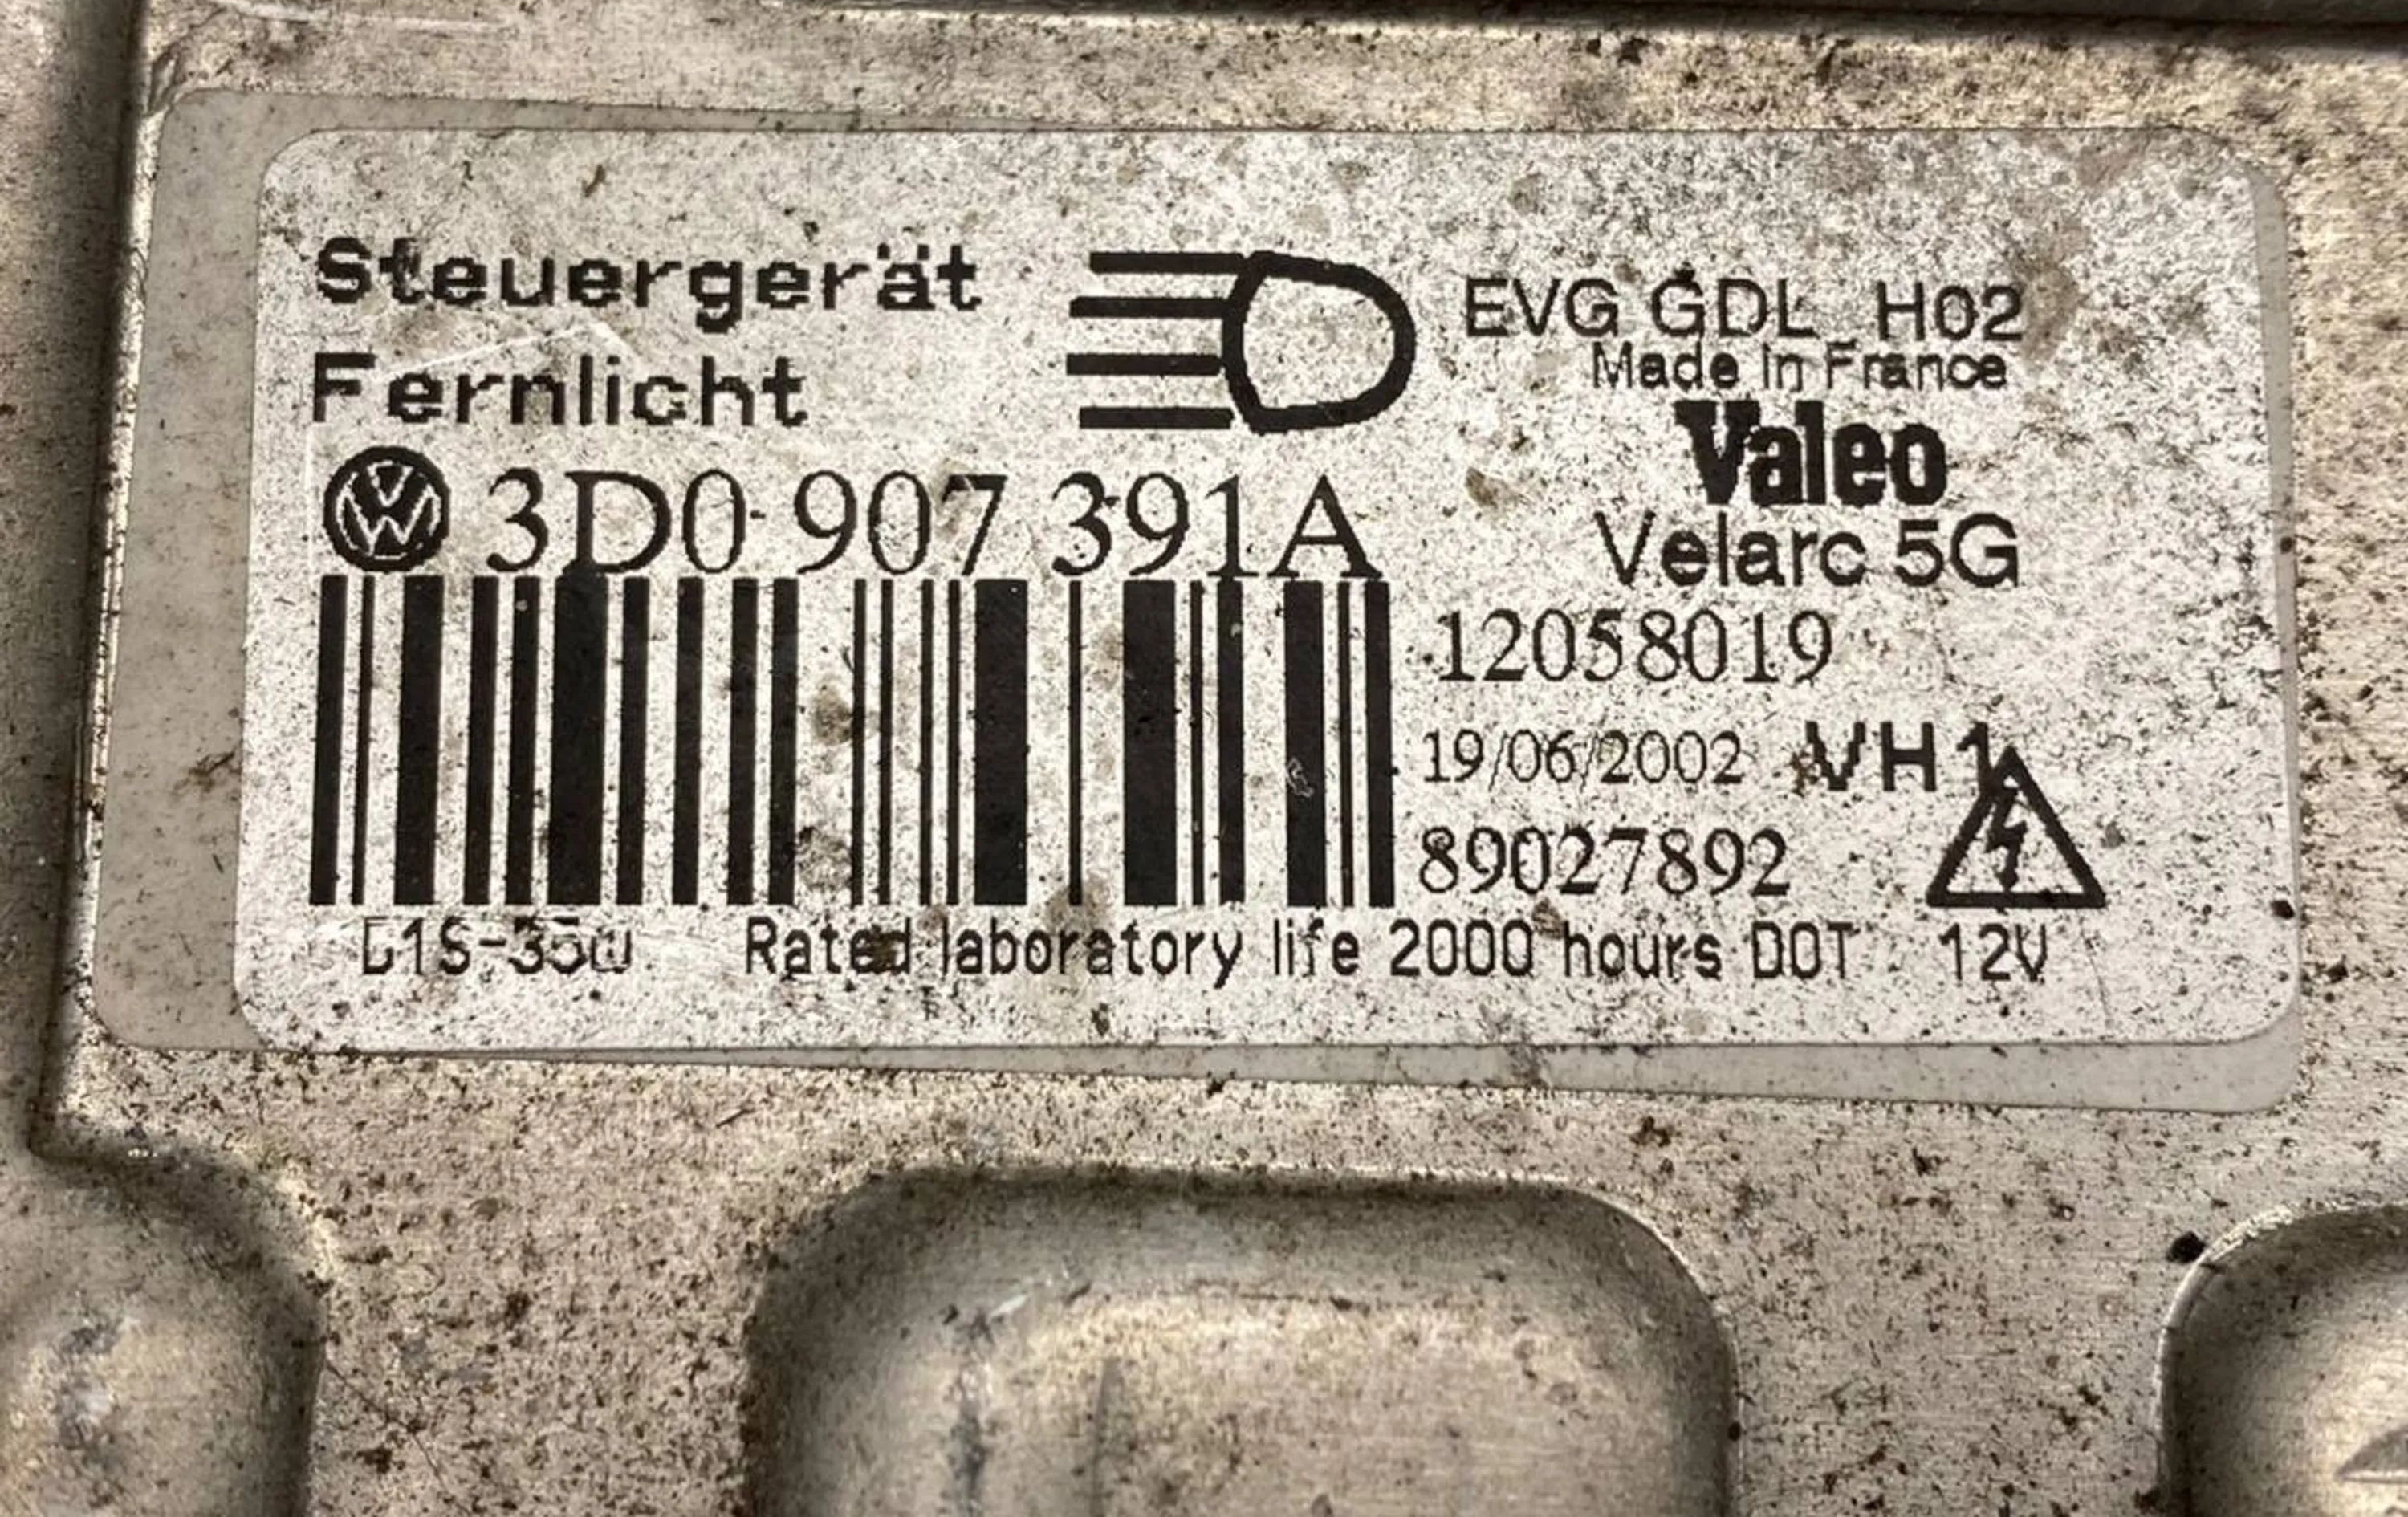 Steuergerät
Fernlicht
3D0 907 391A
EVG GDL H02
Made in France
Valeo
Velarc 5G
12058019
19/06/2002 VH1
89027892
D1S-35W Rated laboratory life 2000 hours DOT 12V